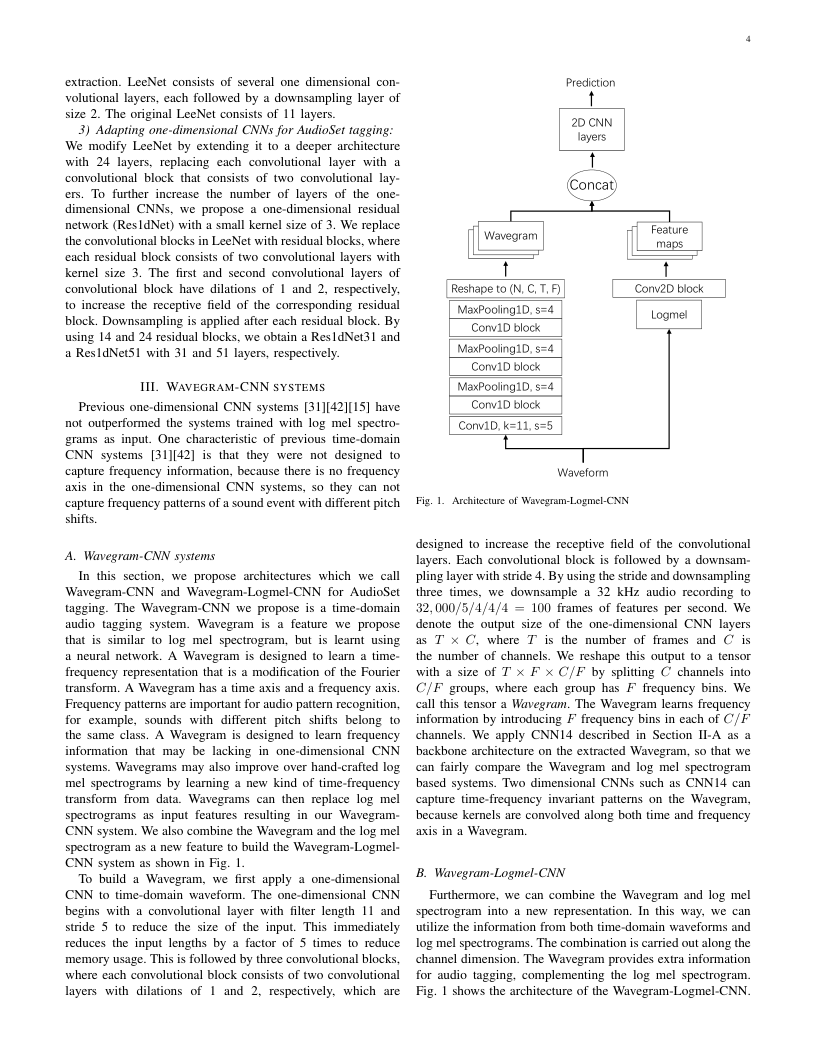 4
extraction. LeeNet consists of several one dimensional con-
volutional layers, each followed by a downsampling layer of
size 2. The original LeeNet consists of 11 layers.
3) Adapting one-dimensional CNNs for AudioSet tagging:
We modify LeeNet by extending it to a deeper architecture
with 24 layers, replacing each convolutional layer with a
convolutional block that consists of two convolutional lay-
ers. To further increase the number of layers of the one-
dimensional CNNs, we propose a one-dimensional residual
network (Res1dNet) with a small kernel size of 3. We replace
the convolutional blocks in LeeNet with residual blocks, where
each residual block consists of two convolutional layers with
kernel size 3. The first and second convolutional layers of
convolutional block have dilations of 1 and 2, respectively,
to increase the receptive field of the corresponding residual
block. Downsampling is applied after each residual block. By
using 14 and 24 residual blocks, we obtain a Res1dNet31 and
a Res1dNet51 with 31 and 51 layers, respectively.
III. WAVEGRAM-CNN SYSTEMS
Previous one-dimensional CNN systems [31][42][15] have
not outperformed the systems trained with log mel spectro-
grams as input. One characteristic of previous time-domain
CNN systems [31][42] is that they were not designed to
capture frequency information, because there is no frequency
axis in the one-dimensional CNN systems, so they can not
capture frequency patterns of a sound event with different pitch
shifts.
A. Wavegram-CNN systems
In this section, we propose architectures which we call
Wavegram-CNN and Wavegram-Logmel-CNN for AudioSet
tagging. The Wavegram-CNN we propose is a time-domain
audio tagging system. Wavegram is a feature we propose
that is similar to log mel spectrogram, but is learnt using
a neural network. A Wavegram is designed to learn a time-
frequency representation that is a modification of the Fourier
transform. A Wavegram has a time axis and a frequency axis.
Frequency patterns are important for audio pattern recognition,
for example, sounds with different pitch shifts belong to
the same class. A Wavegram is designed to learn frequency
information that may be lacking in one-dimensional CNN
systems. Wavegrams may also improve over hand-crafted log
mel spectrograms by learning a new kind of time-frequency
transform from data. Wavegrams can then replace log mel
spectrograms as input features resulting in our Wavegram-
CNN system. We also combine the Wavegram and the log mel
spectrogram as a new feature to build the Wavegram-Logmel-
CNN system as shown in Fig. 1.
To build a Wavegram, we first apply a one-dimensional
CNN to time-domain waveform. The one-dimensional CNN
begins with a convolutional layer with filter length 11 and
stride 5 to reduce the size of the input. This immediately
reduces the input lengths by a factor of 5 times to reduce
memory usage. This is followed by three convolutional blocks,
where each convolutional block consists of two convolutional
layers with dilations of 1 and 2, respectively, which are
Prediction
2D CNN
layers
Concat
Wavegram
Feature
maps
Reshape to (N, C, T, F)
Conv2D block
MaxPooling1D, s=4
Logmel
Conv1D block
MaxPooling1D, s=4
Conv1D block
MaxPooling1D, s=4
Conv1D block
Conv1D, k=11, s=5
Waveform
Fig. 1. Architecture of Wavegram-Logmel-CNN
designed to increase the receptive field of the convolutional
layers. Each convolutional block is followed by a downsam-
pling layer with stride 4. By using the stride and downsampling
three times, we downsample a 32 kHz audio recording to
32,000/5/4/4/4 = 100 frames of features per second. We
denote the output size of the one-dimensional CNN layers
as T × C, where T is the number of frames and C is
the number of channels. We reshape this output to a tensor
with a size of T × F × C/F by splitting C channels into
C/F groups, where each group has F frequency bins. We
call this tensor a Wavegram. The Wavegram learns frequency
information by introducing F frequency bins in each of C/F
channels. We apply CNN14 described in Section II-A as a
backbone architecture on the extracted Wavegram, so that we
can fairly compare the Wavegram and log mel spectrogram
based systems. Two dimensional CNNs such as CNN14 can
capture time-frequency invariant patterns on the Wavegram,
because kernels are convolved along both time and frequency
axis in a Wavegram.
B. Wavegram-Logmel-CNN
Furthermore, we can combine the Wavegram and log mel
spectrogram into a new representation. In this way, we can
utilize the information from both time-domain waveforms and
log mel spectrograms. The combination is carried out along the
channel dimension. The Wavegram provides extra information
for audio tagging, complementing the log mel spectrogram.
Fig. 1 shows the architecture of the Wavegram-Logmel-CNN.